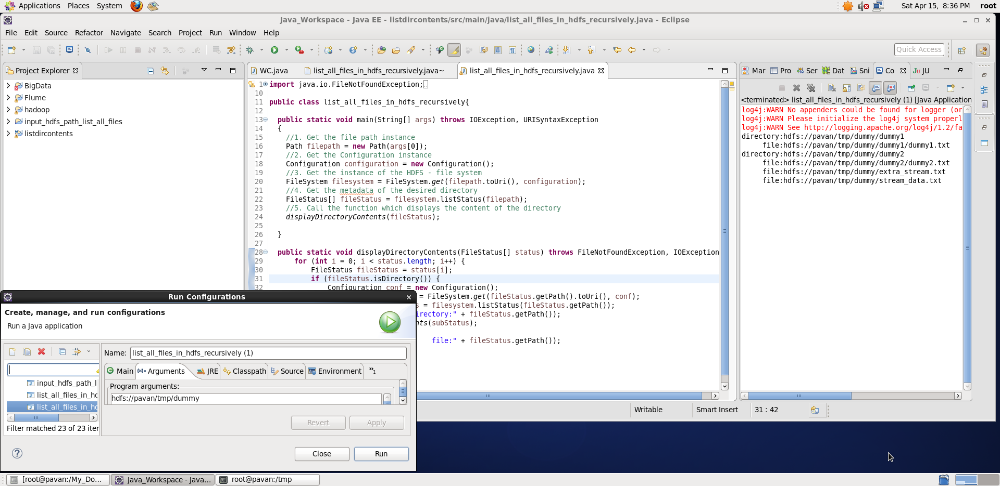 Applications Places System
Sat Apr 15, 8:36 PM root
Java_Workspace - Java EE - listdircontents/src/main/java/list_all_files_in_hdfs_recursively.java - Eclipse
File Edit Source Refactor Navigate Search Project Run Window Help
Quick Access
Project Explorer
BigData
Flume
hadoop
input_hdfs_path_list_all_files
listdircontents
WC.java list_all_files_in_hdfs_recursively.java~ list_all_files_in_hdfs_recursively.java
1 import java.io.FileNotFoundException;
10
11 public class list_all_files_in_hdfs_recursively{
12
13 public static void main(String[] args) throws IOException, URISyntaxException
14 {
15 //1. Get the file path instance
16 Path filepath = new Path(args[0]);
17 //2. Get the Configuration instance
18 Configuration configuration = new Configuration();
19 //3. Get the instance of the HDFS - file system
20 FileSystem filesystem = FileSystem.get(filepath.toUri(), configuration);
21 //4. Get the metadata of the desired directory
22 FileStatus[] fileStatus = filesystem.listStatus(filepath);
23 //5. Call the function which displays the content of the directory
24 displayDirectoryContents(fileStatus);
25
26 }
27
28 public static void displayDirectoryContents(FileStatus[] status) throws FileNotFoundException, IOException
29 for (int i = 0; i < status.length; i++) {
30 FileStatus fileStatus = status[i];
31 if (fileStatus.isDirectory()) {
32 Configuration conf = new Configuration();
= FileSystem.get(fileStatus.getPath().toUri(), conf);
s = filesystem.listStatus(fileStatus.getPath());
irectory:" + fileStatus.getPath());
nts(subStatus);
file:" + fileStatus.getPath());
Mar Pro Ser Dat Sni Co JU
<terminated> list_all_files_in_hdfs_recursively (1) [Java Application
log4j:WARN No appenders could be found for logger (or
log4j:WARN Please initialize the log4j system properl
log4j:WARN See http://logging.apache.org/log4j/1.2/fa
directory:hdfs://pavan/tmp/dummy/dummy1
file:hdfs://pavan/tmp/dummy/dummy1/dummy1.txt
directory:hdfs://pavan/tmp/dummy/dummy2
file:hdfs://pavan/tmp/dummy/dummy2/dummy2.txt
file:hdfs://pavan/tmp/dummy/extra_stream.txt
file:hdfs://pavan/tmp/dummy/stream_data.txt
Writable Smart Insert 31 : 42
Run Configurations
Create, manage, and run configurations
Run a Java application
input_hdfs_path_l
list_all_files_in_hd
list_all_files_in_hd
Filter matched 23 of 23 iter
Name: list_all_files_in_hdfs_recursively (1)
Main (x)= Arguments JRE Classpath Source Environment »1
Program arguments:
hdfs://pavan/tmp/dummy
Revert Apply
Close Run
[root@pavan:/My_Do... Java_Workspace - Java... root@pavan:/tmp